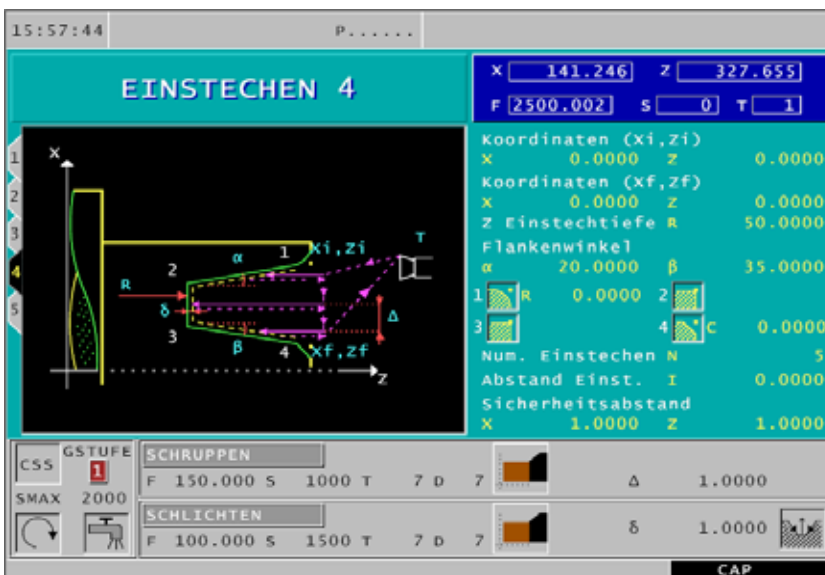 15:57:44 P......
EINSTECHEN 4
X 141.246 Z 327.655
F 2500.002 S 0 T 1
1
2
3
4
5
X
Z
R
δ
α
β
Δ
T
1
2
3
4
Xi,Zi
Xf,Zf
Koordinaten (Xi,Zi)
X 0.0000 Z 0.0000
Koordinaten (Xf,Zf)
X 0.0000 Z 0.0000
Z Einstechtiefe R 50.0000
Flankenwinkel
α 20.0000 β 35.0000
1 R 0.0000 2
3 4 C 0.0000
Num. Einstechen N 5
Abstand Einst. I 0.0000
Sicherheitsabstand
X 1.0000 Z 1.0000
CSS GSTUFE 1
SMAX 2000
SCHRUPPEN
F 150.000 S 1000 T 7 D 7 Δ 1.0000
SCHLICHTEN
F 100.000 S 1500 T 7 D 7 δ 1.0000
CAP